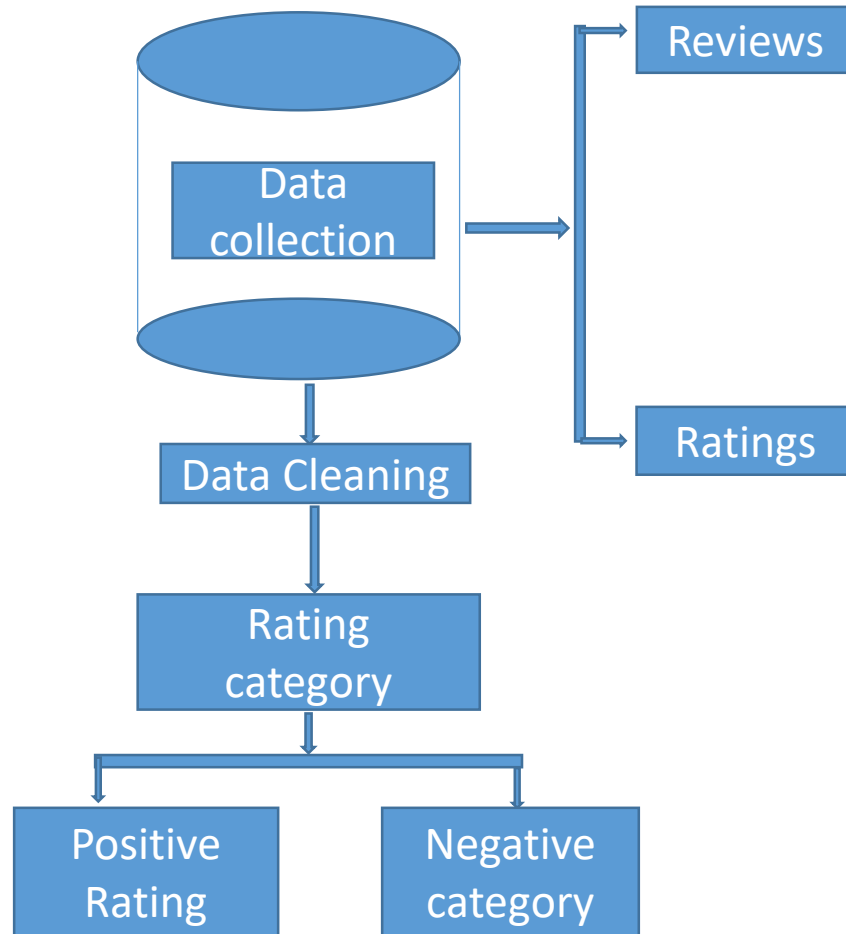 Reviews
Data
collection
Ratings
Data Cleaning
Rating
category
Positive
Rating
Negative
category